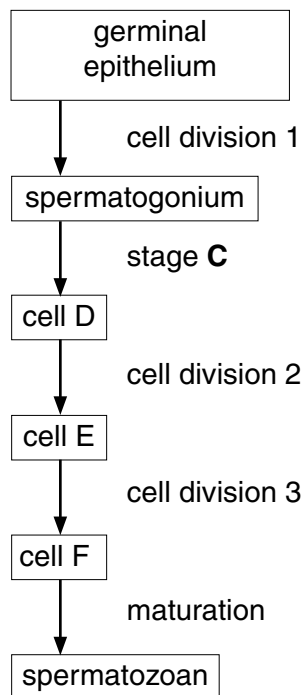 germinal
epithelium
cell division 1
spermatogonium
stage C
cell D
cell division 2
cell E
cell division 3
cell F
maturation
spermatozoan